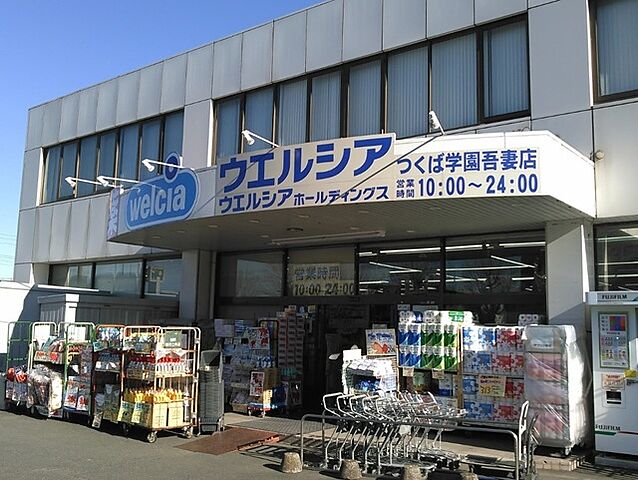 welcia
ウエルシア
ウエルシアホールディングス
つくば学園吾妻店
営業時間 10:00〜24:00
営業時間
10:00 24:00
FUJIFILM
FUJIFILM